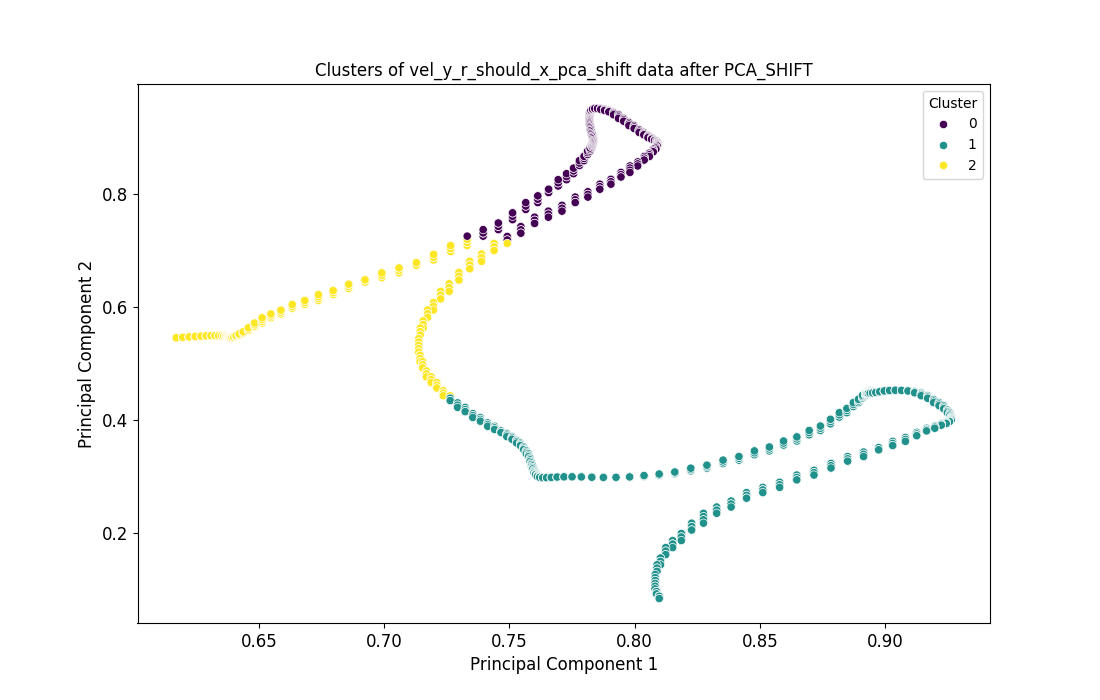 Clusters of vel_y_r_should_x_pca_shift data after PCA_SHIFT
Cluster
0
1
2
Principal Component 2
0.8
0.6
0.4
0.2
0.65 0.70 0.75 0.80 0.85 0.90
Principal Component 1